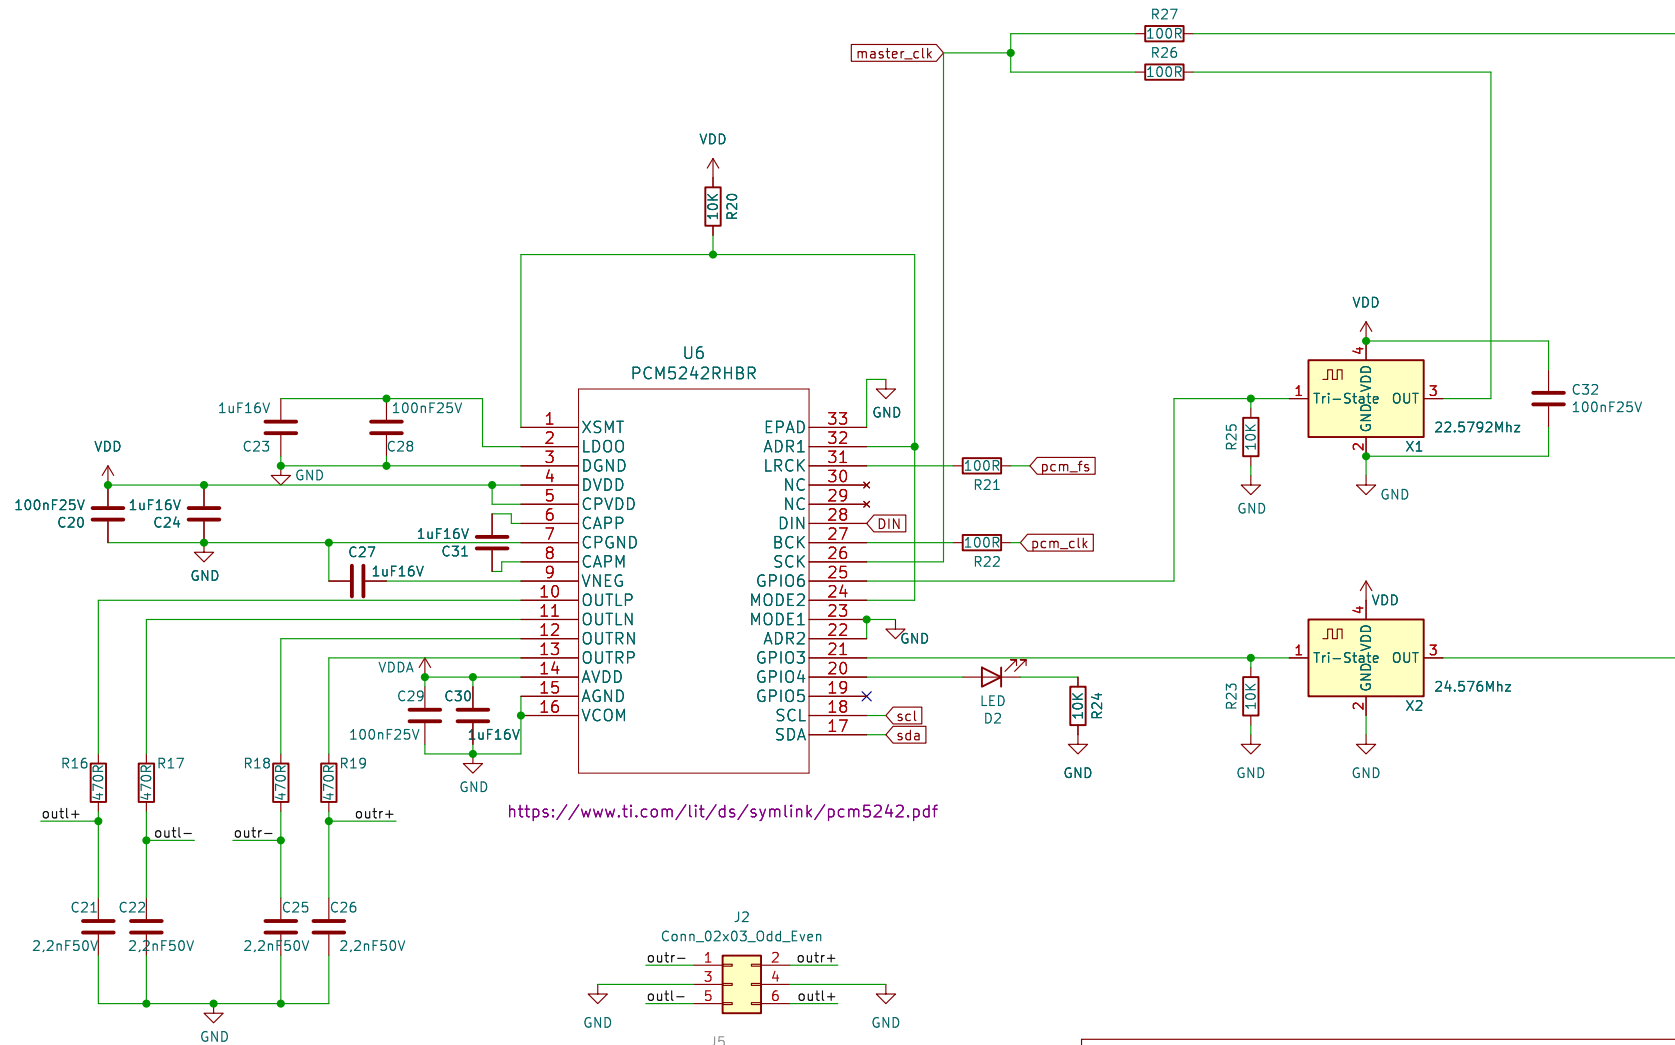 R27
100R
R26
100R
master_clk
VDD
10K
R20
VDD
U6
PCM5242RHBR
1uF16V
C23
100nF25V
C28
GND
VDD
100nF25V
C20
1uF16V
C24
GND
1uF16V
C31
C27
1uF16V
1 XSMT
2 LDOO
3 DGND
4 DVDD
5 CPVDD
6 CAPP
7 CPGND
8 CAPM
9 VNEG
10 OUTLP
11 OUTLN
12 OUTRN
13 OUTRP
14 AVDD
15 AGND
16 VCOM
EPAD 33
ADR1 32
LRCK 31
NC 30
NC 29
DIN 28
BCK 27
SCK 26
GPIO6 25
MODE2 24
MODE1 23
ADR2 22
GPIO3 21
GPIO4 20
GPIO5 19
SCL 18
SDA 17
GND
100R
R21
pcm_fs
DIN
100R
R22
pcm_clk
GND
LED
D2
10K
R24
GND
scl
sda
4
VDD
1
Tri-State OUT
3
GND
2
22.5792Mhz
X1
C32
100nF25V
R25
10K
GND
GND
VDD
4
VDD
1
Tri-State OUT
3
GND
2
24.576Mhz
X2
R23
10K
GND
GND
VDDA
C29
100nF25V
C30
1uF16V
GND
R16
470R
R17
470R
R18
470R
R19
470R
outl+
outl-
outr-
outr+
C21
2,2nF50V
C22
2,2nF50V
C25
2,2nF50V
C26
2,2nF50V
GND
https://www.ti.com/lit/ds/symlink/pcm5242.pdf
J2
Conn_02x03_Odd_Even
outr- 1 2 outr+
3 4
outl- 5 6 outl+
GND
GND
J5